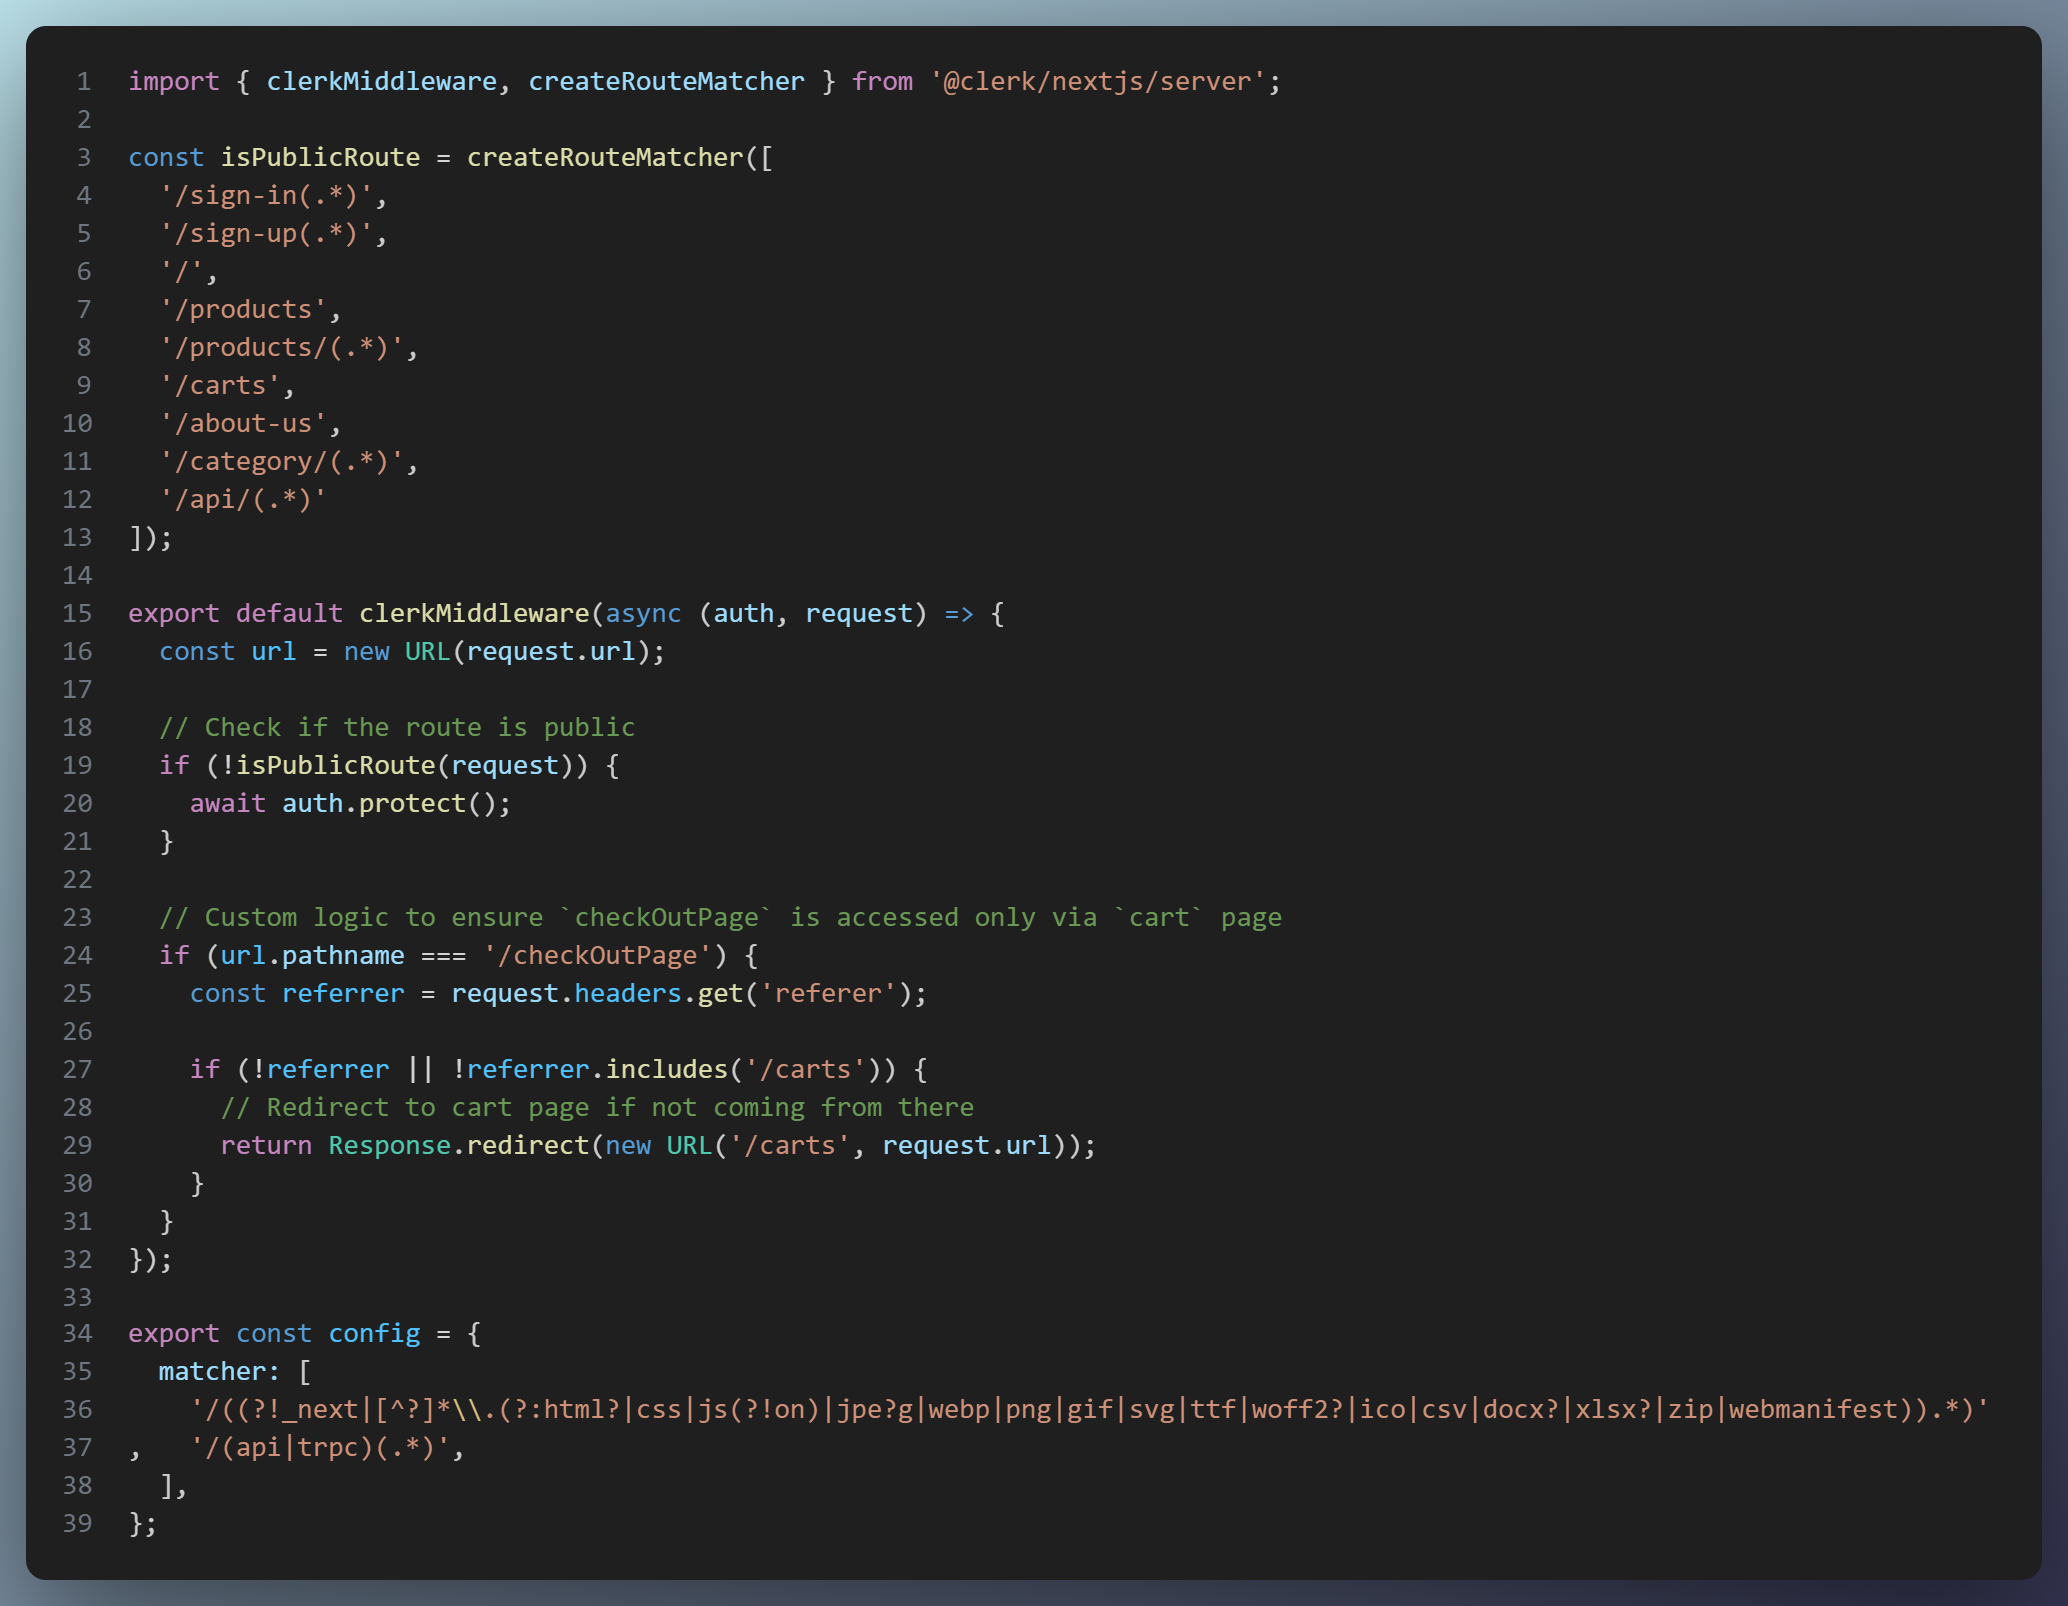 1 import { clerkMiddleware, createRouteMatcher } from '@clerk/nextjs/server';
2
3 const isPublicRoute = createRouteMatcher([
4   '/sign-in(.*)',
5   '/sign-up(.*)',
6   '/',
7   '/products',
8   '/products/(.*)',
9   '/carts',
10   '/about-us',
11   '/category/(.*)',
12   '/api/(.*)'
13 ]);
14
15 export default clerkMiddleware(async (auth, request) => {
16   const url = new URL(request.url);
17
18   // Check if the route is public
19   if (!isPublicRoute(request)) {
20     await auth.protect();
21   }
22
23   // Custom logic to ensure `checkOutPage` is accessed only via `cart` page
24   if (url.pathname === '/checkOutPage') {
25     const referrer = request.headers.get('referer');
26
27     if (!referrer || !referrer.includes('/carts')) {
28       // Redirect to cart page if not coming from there
29       return Response.redirect(new URL('/carts', request.url));
30     }
31   }
32 });
33
34 export const config = {
35   matcher: [
36     '/((?!_next|[^?]*\\.(?:html?|css|js(?!on)|jpe?g|webp|png|gif|svg|ttf|woff2?|ico|csv|docx?|xlsx?|zip|webmanifest)).*)'
37 ,   '/(api|trpc)(.*)',
38   ],
39 };